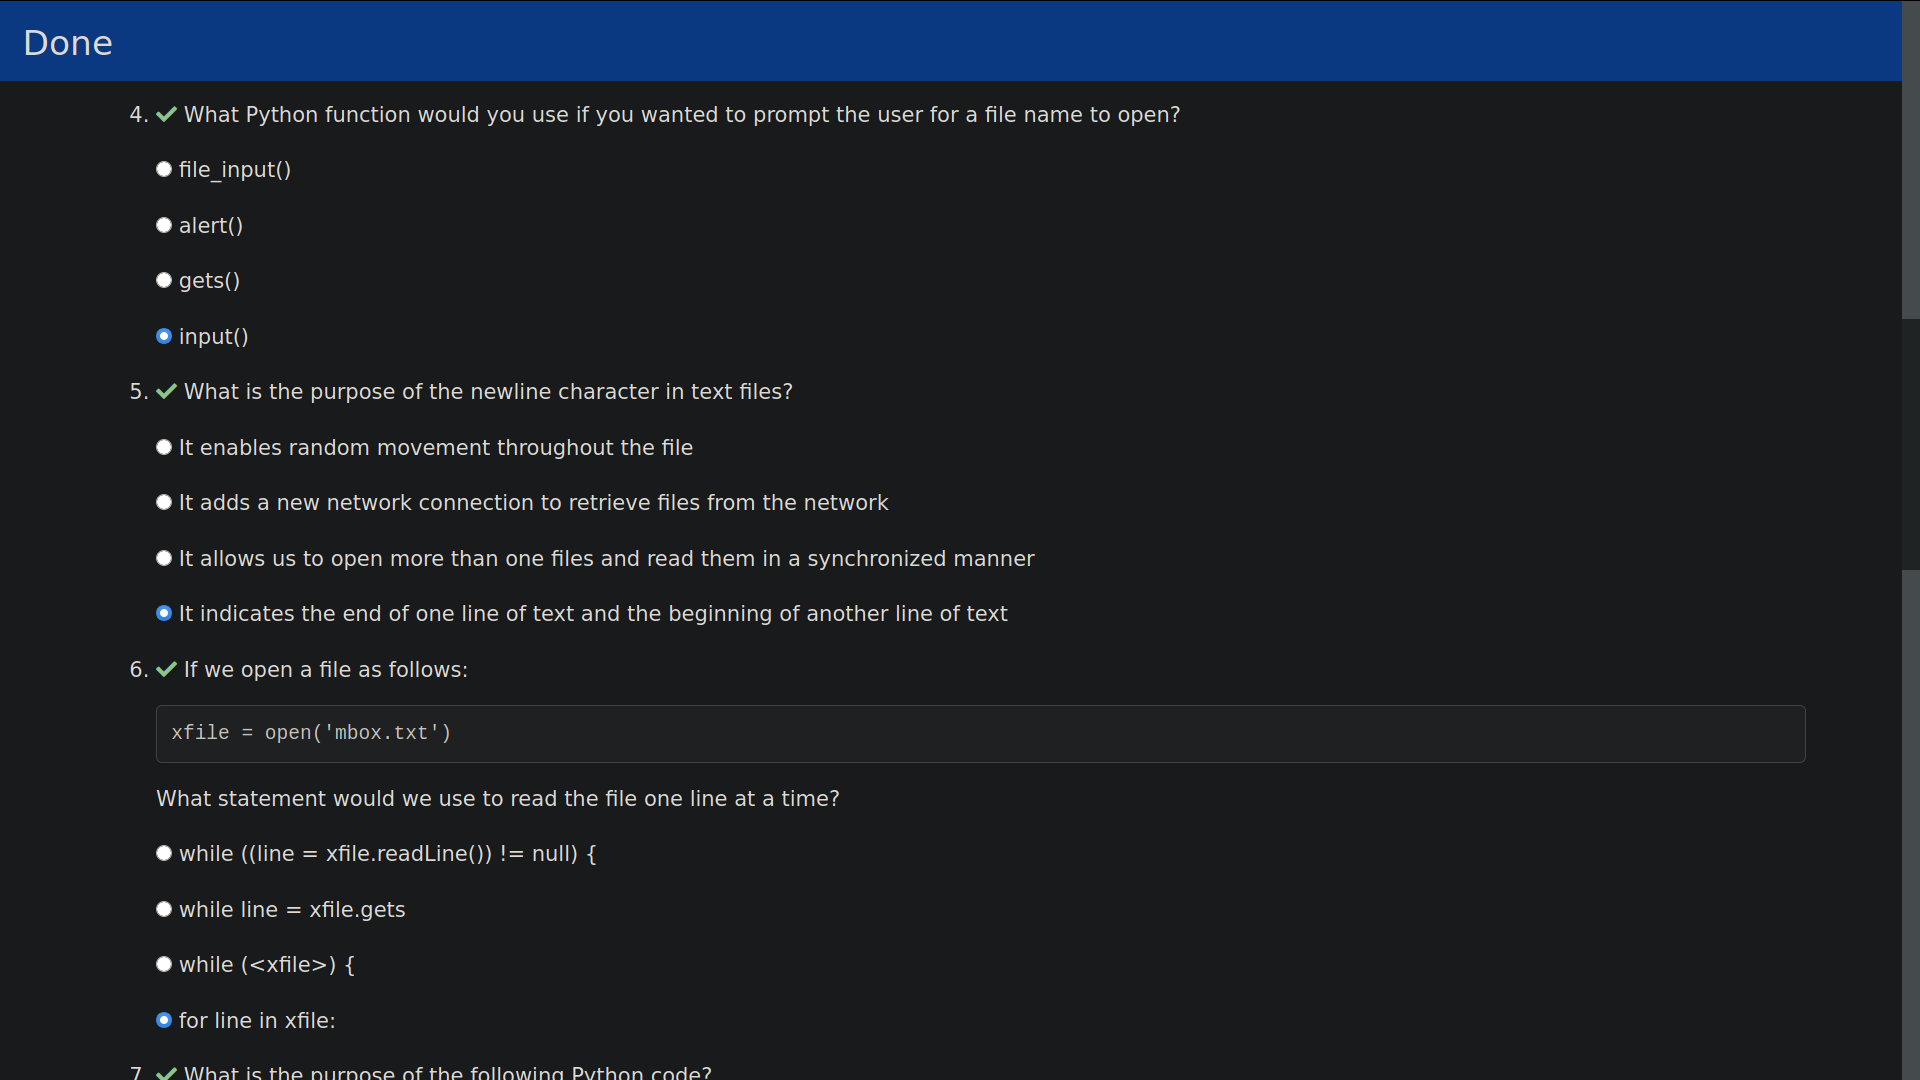 Done
4. What Python function would you use if you wanted to prompt the user for a file name to open?
file_input()
alert()
gets()
input()
5. What is the purpose of the newline character in text files?
It enables random movement throughout the file
It adds a new network connection to retrieve files from the network
It allows us to open more than one files and read them in a synchronized manner
It indicates the end of one line of text and the beginning of another line of text
6. If we open a file as follows:
xfile = open('mbox.txt')
What statement would we use to read the file one line at a time?
while ((line = xfile.readLine()) != null) {
while line = xfile.gets
while (<xfile>) {
for line in xfile:
7. What is the purpose of the following Python code?